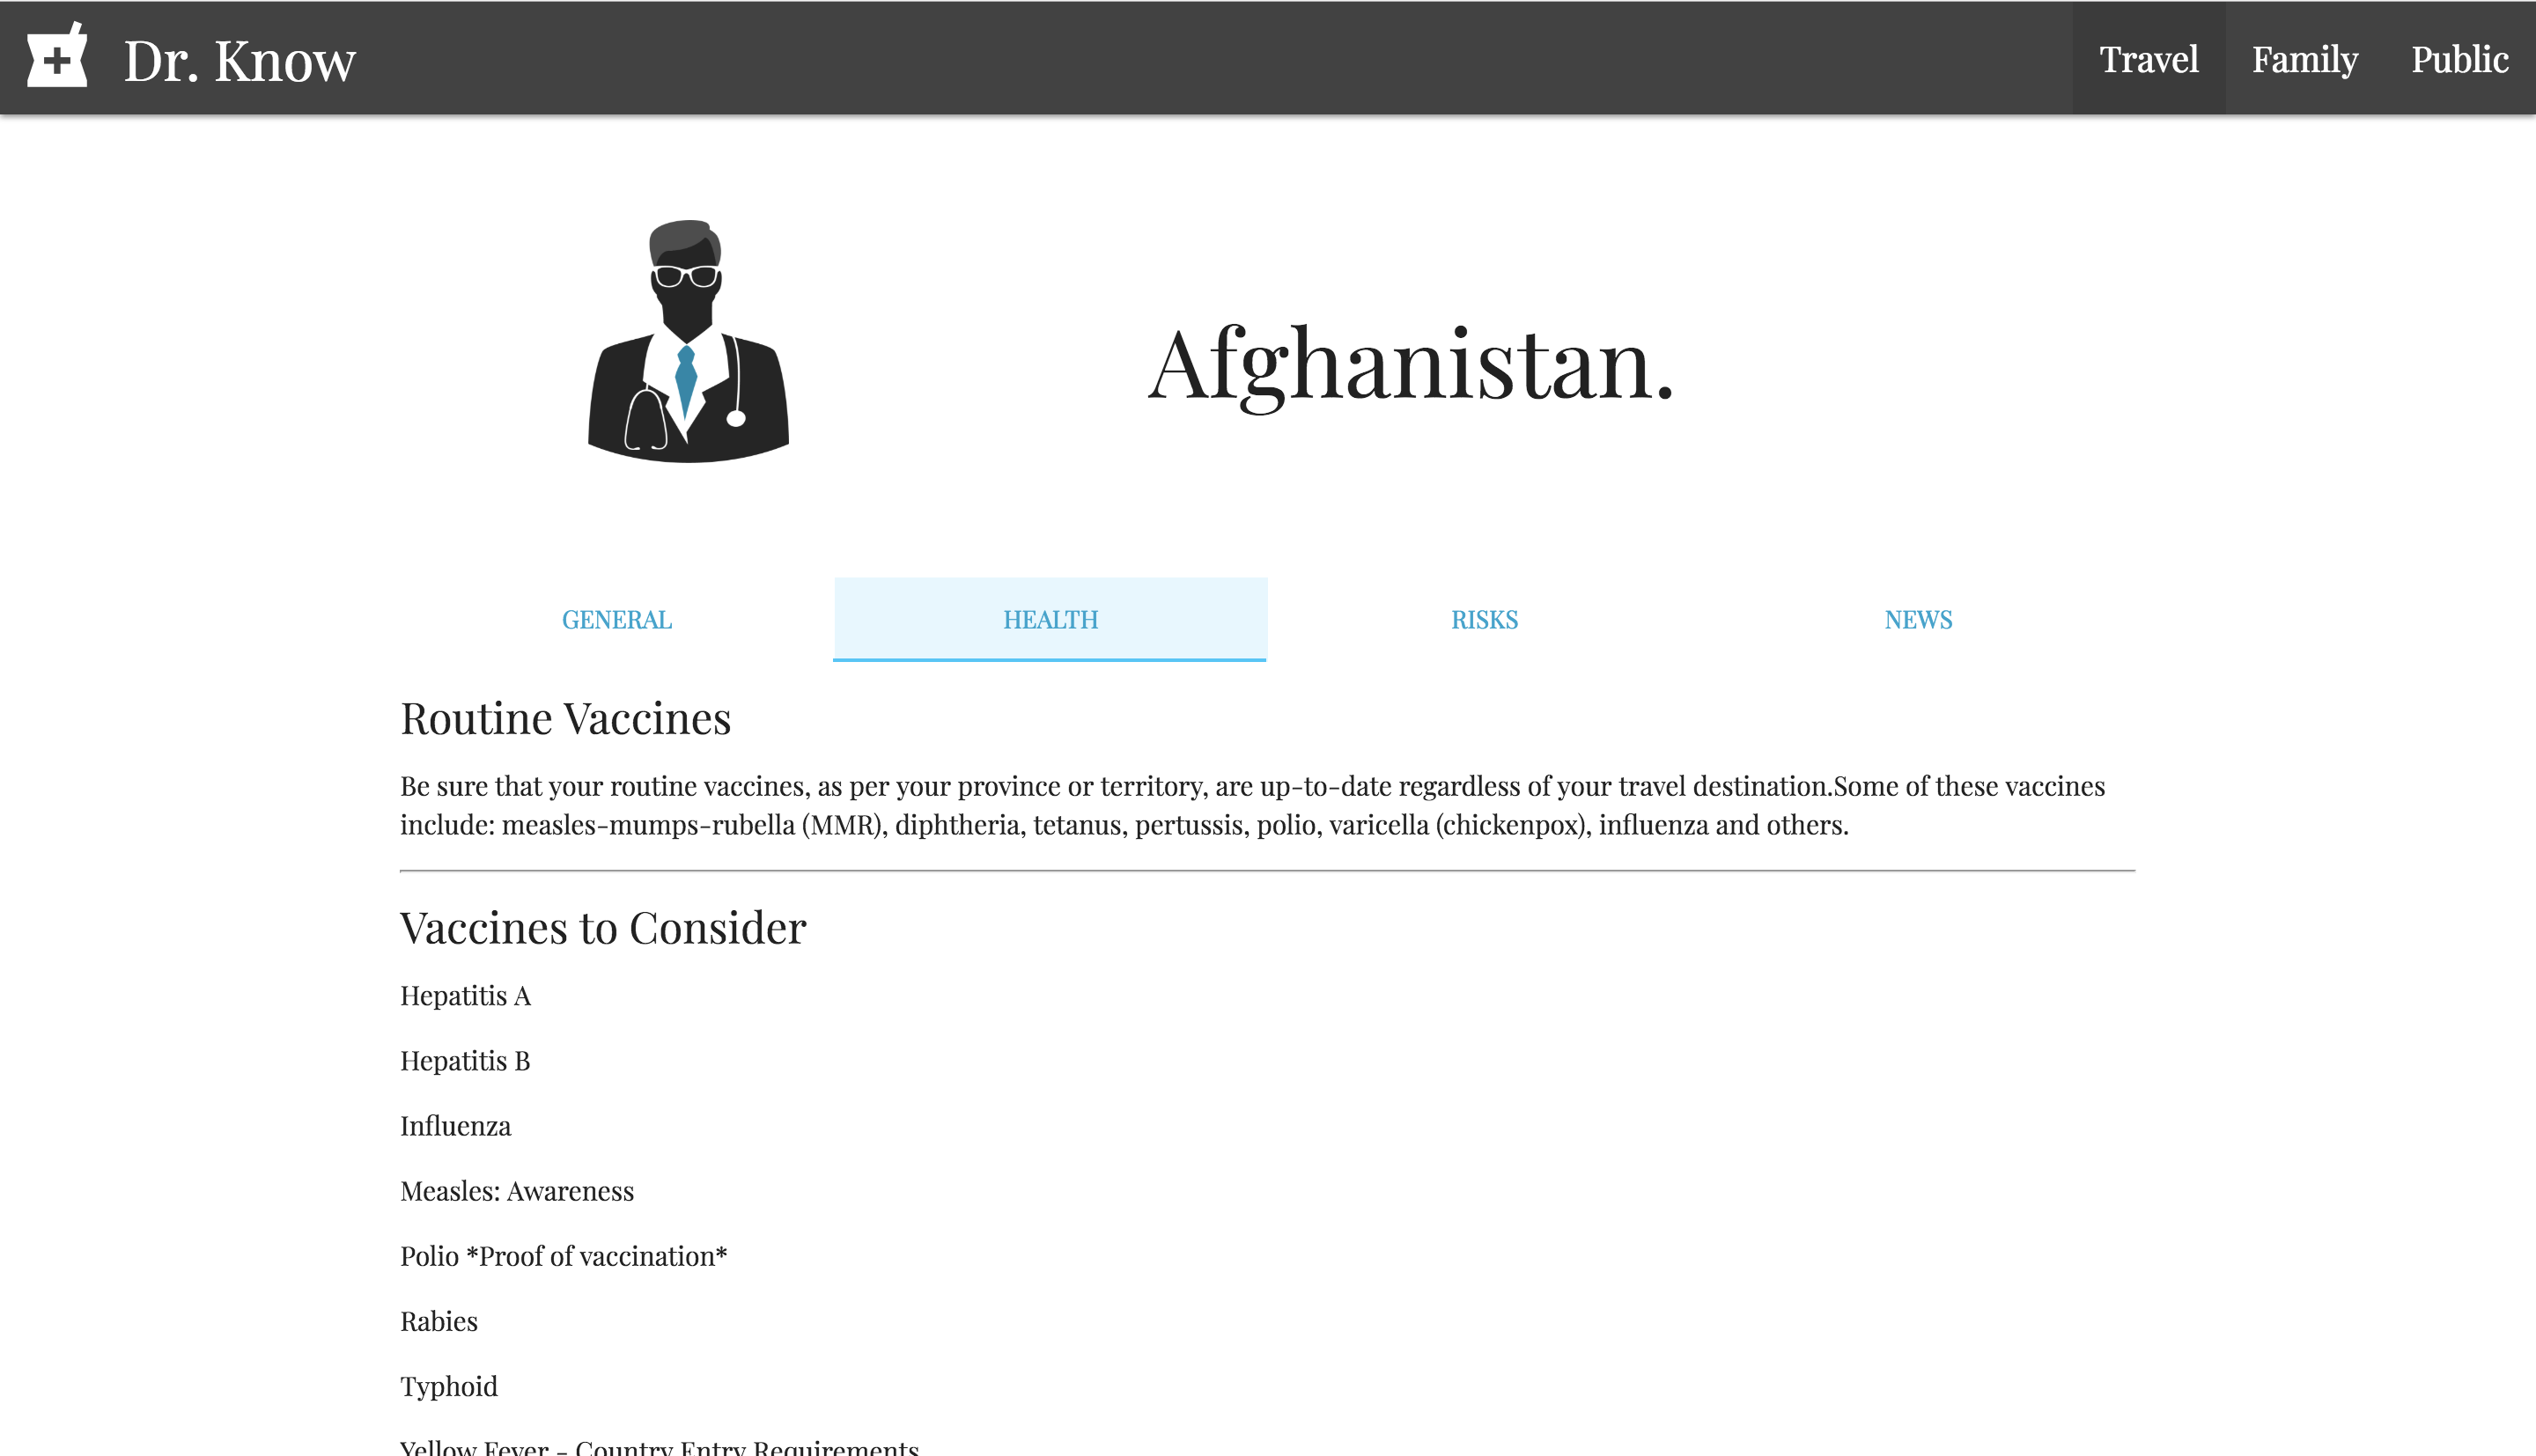 Dr. Know
Travel Family Public
Afghanistan.
GENERAL HEALTH RISKS NEWS
Routine Vaccines
Be sure that your routine vaccines, as per your province or territory, are up-to-date regardless of your travel destination.Some of these vaccines
include: measles-mumps-rubella (MMR), diphtheria, tetanus, pertussis, polio, varicella (chickenpox), influenza and others.
Vaccines to Consider
Hepatitis A
Hepatitis B
Influenza
Measles: Awareness
Polio *Proof of vaccination*
Rabies
Typhoid
Yellow Fever - Country Entry Requirements